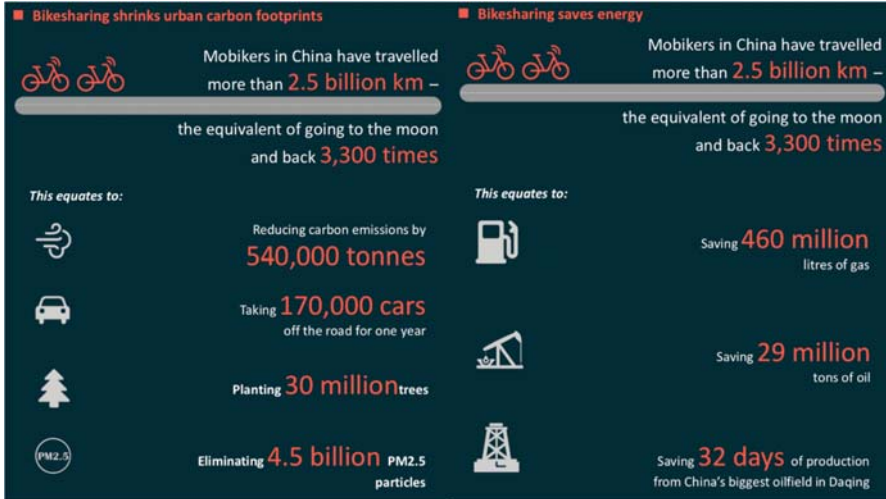 Bikesharing shrinks urban carbon footprints
Mobikers in China have travelled
more than 2.5 billion km –
the equivalent of going to the moon
and back 3,300 times
This equates to:
Reducing carbon emissions by
540,000 tonnes
Taking 170,000 cars
off the road for one year
Planting 30 milliontrees
PM2.5
Eliminating 4.5 billion PM2.5
particles
Bikesharing saves energy
Mobikers in China have travelled
more than 2.5 billion km –
the equivalent of going to the moon
and back 3,300 times
This equates to:
Saving 460 million
litres of gas
Saving 29 million
tons of oil
Saving 32 days of production
from China's biggest oilfield in Daqing